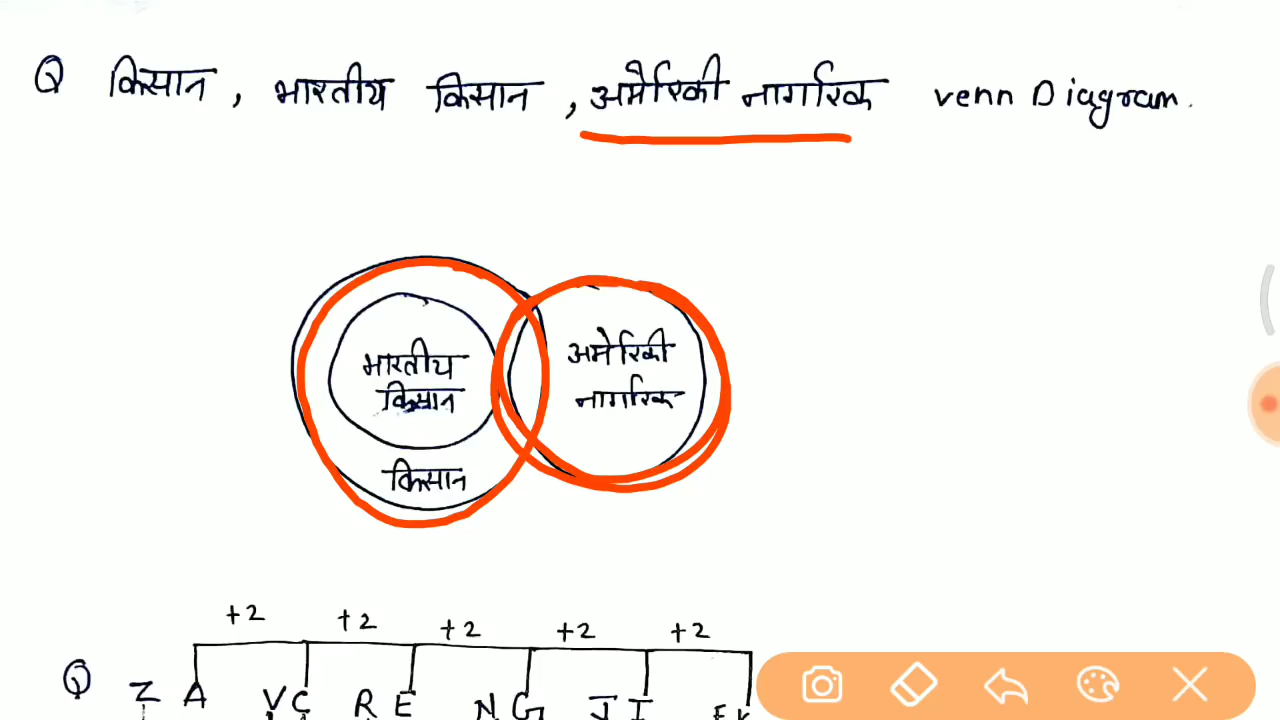 Q किसान, भारतीय किसान, अमेरिकी नागरिक venn Diagram.
भारतीय
किसान
किसान
अमेरिकी
नागरिक
+2 +2 +2 +2 +2
Q Z A V C R E N G J I